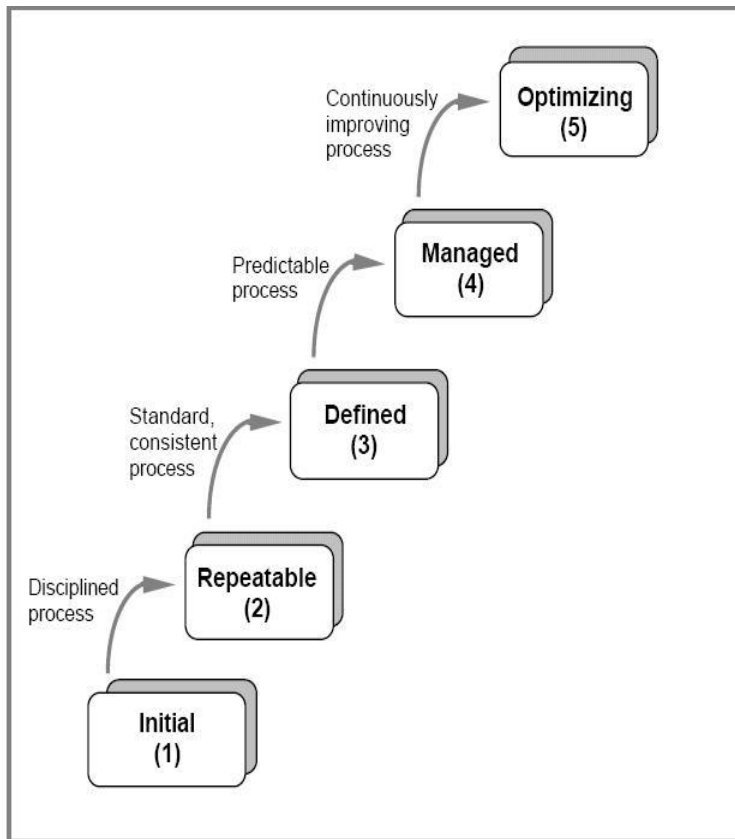 Continuously
improving
process
Optimizing
(5)
Predictable
process
Managed
(4)
Standard,
consistent
process
Defined
(3)
Disciplined
process
Repeatable
(2)
Initial
(1)